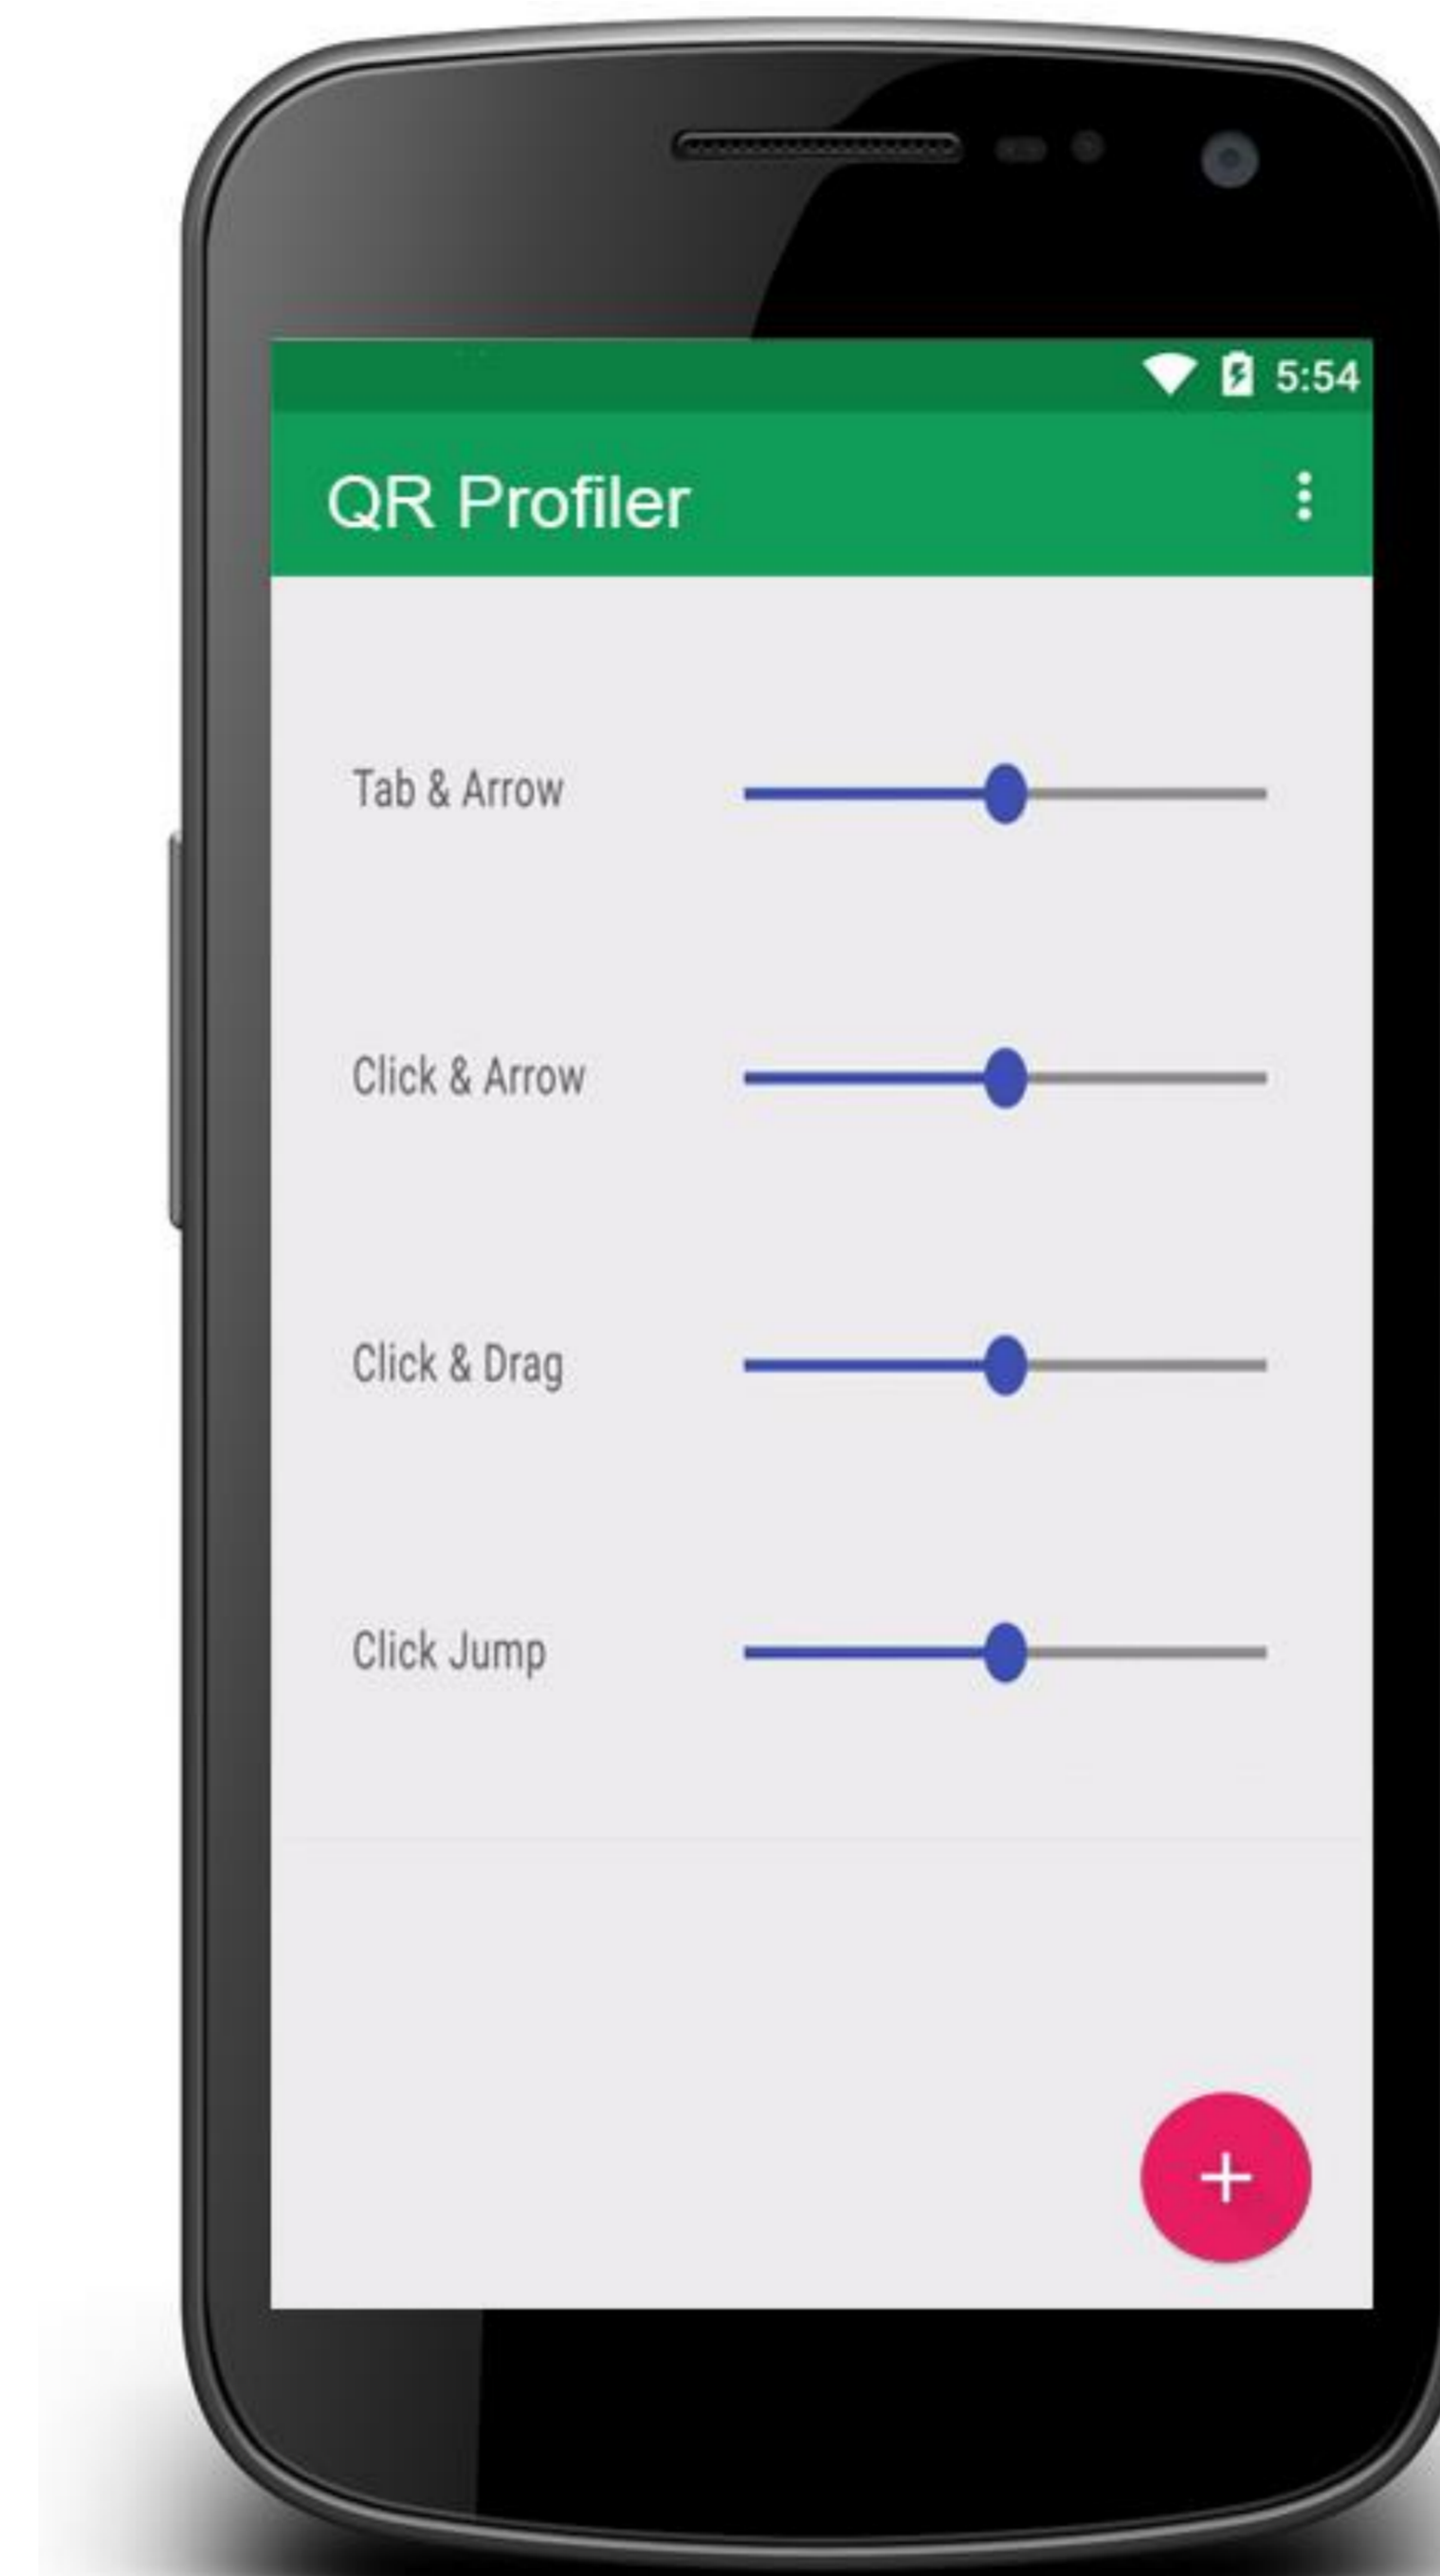 5:54
QR Profiler
Tab & Arrow
Click & Arrow
Click & Drag
Click Jump
+